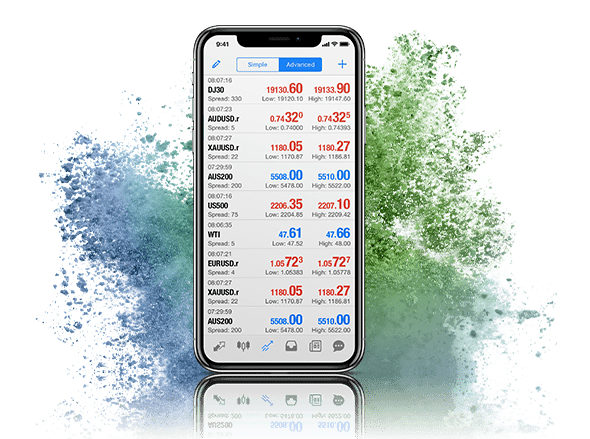 9:41
Simple Advanced
08:07:16
DJ30 19130.60 19133.90
Spread: 330 Low: 19120.10 High: 19147.60
08:07:23
AUDUSD.r 0.74320 0.74325
Spread: 5 Low: 0.74000 High: 0.74393
08:07:27
XAUUSD.r 1180.05 1180.27
Spread: 22 Low: 1170.87 High: 1186.81
07:29:59
AUS200 5508.00 5510.00
Spread: 200 Low: 5478.00 High: 5522.00
08:07:16
US500 2206.35 2207.10
Spread: 75 Low: 2204.85 High: 2209.42
08:06:35
WTI 47.61 47.66
Spread: 5 Low: 47.52 High: 48.00
08:07:21
EURUSD.r 1.05723 1.05727
Spread: 4 Low: 1.05383 High: 1.05778
08:07:27
XAUUSD.r 1180.05 1180.27
Spread: 22 Low: 1170.87 High: 1186.81
07:29:59
AUS200 5508.00 5510.00
Spread: 200 Low: 5478.00 High: 5522.00